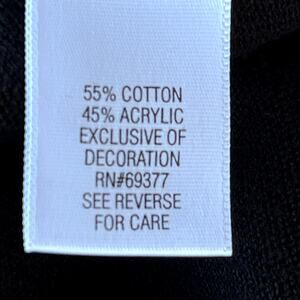 55% COTTON
45% ACRYLIC
EXCLUSIVE OF
DECORATION
RN#69377
SEE REVERSE
FOR CARE